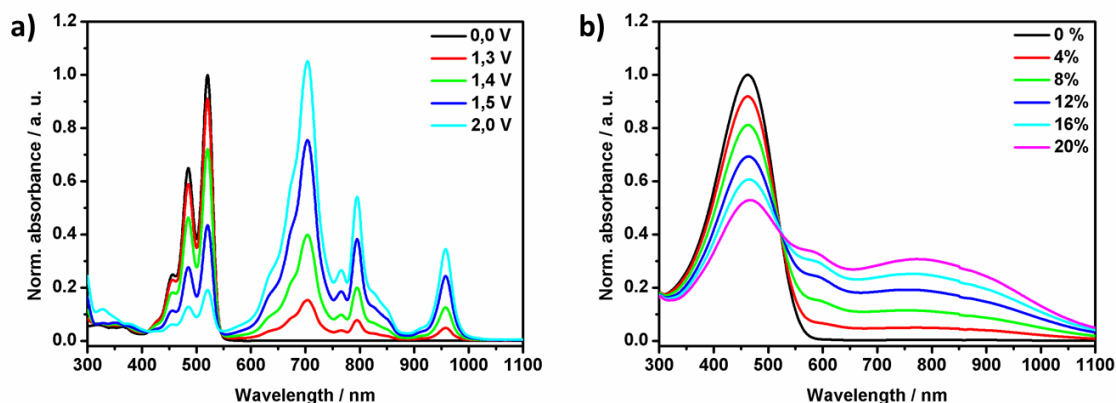 a)
Norm. absorbance / a. u.
1.2
1.0
0.8
0.6
0.4
0.2
0.0
300 400 500 600 700 800 900 1000 1100
Wavelength / nm
0,0 V
1,3 V
1,4 V
1,5 V
2,0 V
b)
Norm. absorbance / a. u.
1.2
1.0
0.8
0.6
0.4
0.2
0.0
300 400 500 600 700 800 900 1000 1100
Wavelength / nm
0 %
4%
8%
12%
16%
20%